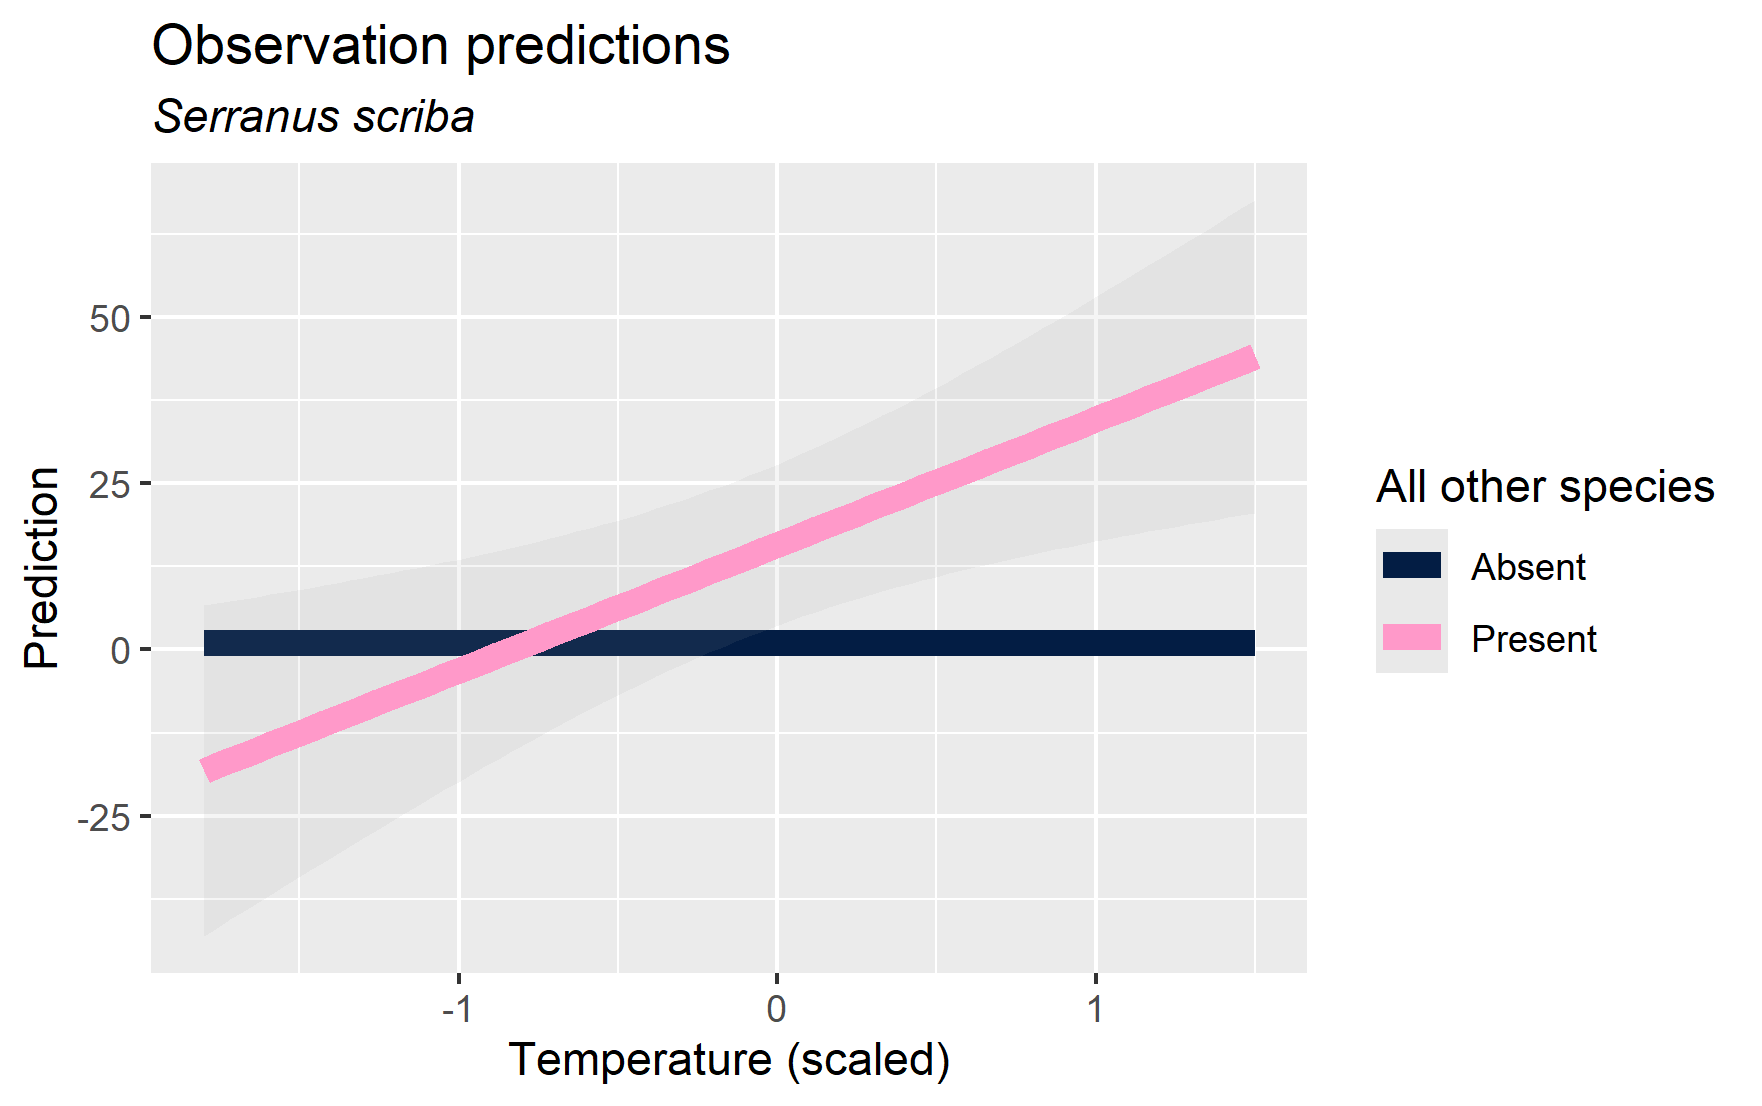 Observation predictions
Serranus scriba
Prediction
50
25
0
-25
-1
0
1
Temperature (scaled)
All other species
Absent
Present